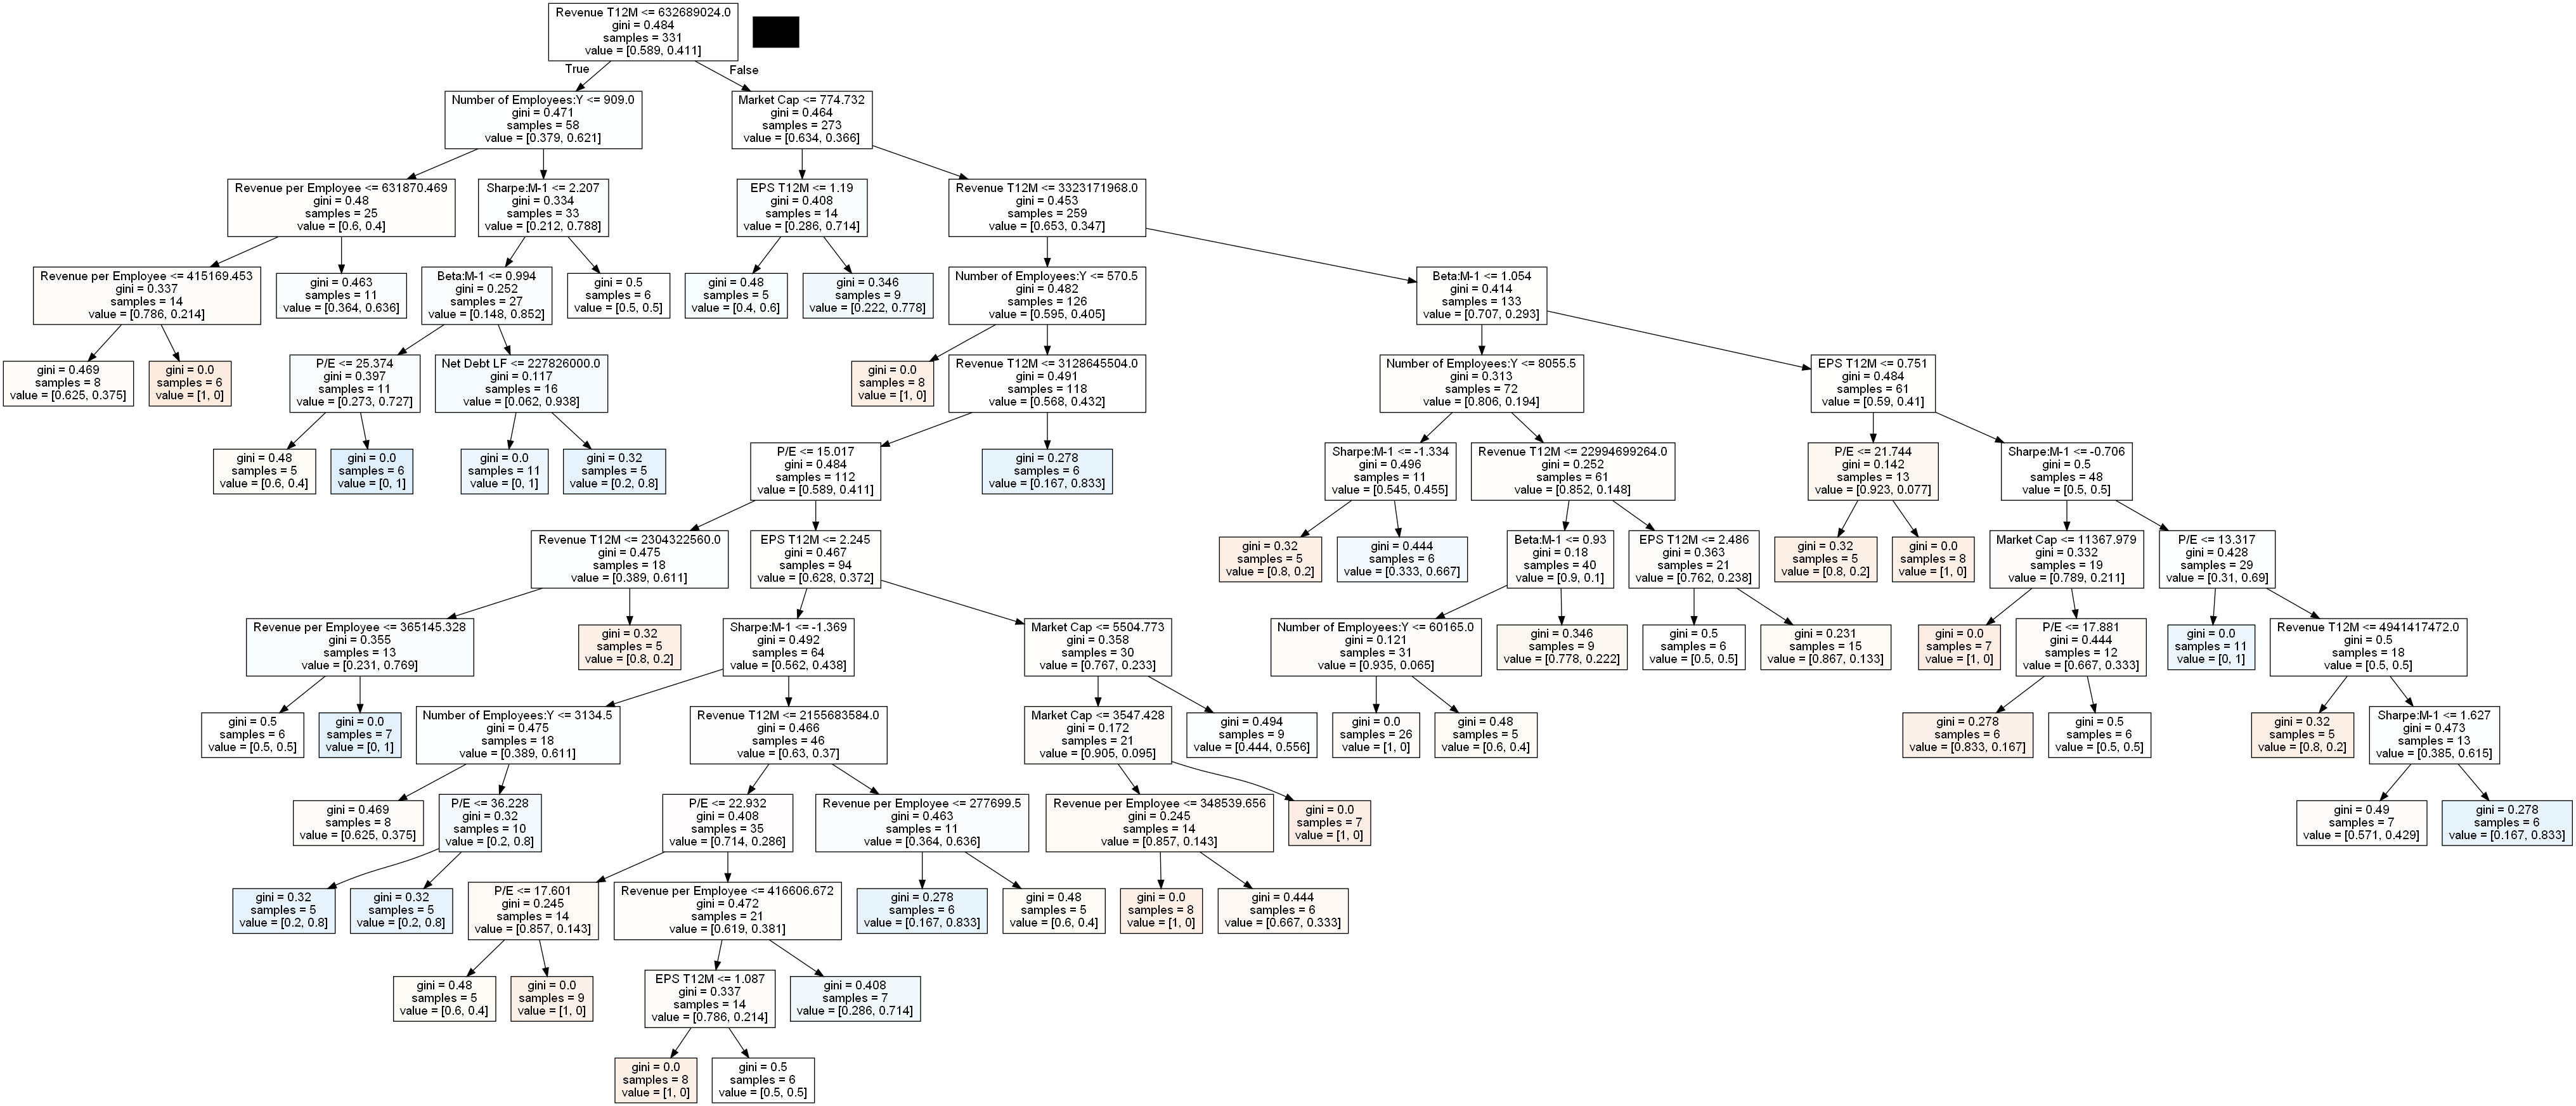 Revenue T12M <= 632689024.0
gini = 0.484
samples = 331
value = [0.589, 0.411]
True
False
Number of Employees:Y <= 909.0
gini = 0.471
samples = 58
value = [0.379, 0.621]
Market Cap <= 774.732
gini = 0.464
samples = 273
value = [0.634, 0.366]
Revenue per Employee <= 631870.469
gini = 0.48
samples = 25
value = [0.6, 0.4]
Sharpe:M-1 <= 2.207
gini = 0.334
samples = 33
value = [0.212, 0.788]
EPS T12M <= 1.19
gini = 0.408
samples = 14
value = [0.286, 0.714]
Revenue T12M <= 3323171968.0
gini = 0.453
samples = 259
value = [0.653, 0.347]
Revenue per Employee <= 415169.453
gini = 0.337
samples = 14
value = [0.786, 0.214]
gini = 0.463
samples = 11
value = [0.364, 0.636]
Beta:M-1 <= 0.994
gini = 0.252
samples = 27
value = [0.148, 0.852]
gini = 0.5
samples = 6
value = [0.5, 0.5]
gini = 0.48
samples = 5
value = [0.4, 0.6]
gini = 0.346
samples = 9
value = [0.222, 0.778]
Number of Employees:Y <= 570.5
gini = 0.482
samples = 126
value = [0.595, 0.405]
Beta:M-1 <= 1.054
gini = 0.414
samples = 133
value = [0.707, 0.293]
gini = 0.469
samples = 8
value = [0.625, 0.375]
gini = 0.0
samples = 6
value = [1, 0]
P/E <= 25.374
gini = 0.397
samples = 11
value = [0.273, 0.727]
Net Debt LF <= 227826000.0
gini = 0.117
samples = 16
value = [0.062, 0.938]
gini = 0.0
samples = 8
value = [1, 0]
Revenue T12M <= 3128645504.0
gini = 0.491
samples = 118
value = [0.568, 0.432]
Number of Employees:Y <= 8055.5
gini = 0.313
samples = 72
value = [0.806, 0.194]
EPS T12M <= 0.751
gini = 0.484
samples = 61
value = [0.59, 0.41]
gini = 0.48
samples = 5
value = [0.6, 0.4]
gini = 0.0
samples = 6
value = [0, 1]
gini = 0.0
samples = 11
value = [0, 1]
gini = 0.32
samples = 5
value = [0.2, 0.8]
P/E <= 15.017
gini = 0.484
samples = 112
value = [0.589, 0.411]
gini = 0.278
samples = 6
value = [0.167, 0.833]
Sharpe:M-1 <= -1.334
gini = 0.496
samples = 11
value = [0.545, 0.455]
Revenue T12M <= 22994699264.0
gini = 0.252
samples = 61
value = [0.852, 0.148]
P/E <= 21.744
gini = 0.142
samples = 13
value = [0.923, 0.077]
Sharpe:M-1 <= -0.706
gini = 0.5
samples = 48
value = [0.5, 0.5]
Revenue T12M <= 2304322560.0
gini = 0.475
samples = 18
value = [0.389, 0.611]
EPS T12M <= 2.245
gini = 0.467
samples = 94
value = [0.628, 0.372]
gini = 0.32
samples = 5
value = [0.8, 0.2]
gini = 0.444
samples = 6
value = [0.333, 0.667]
Beta:M-1 <= 0.93
gini = 0.18
samples = 40
value = [0.9, 0.1]
EPS T12M <= 2.486
gini = 0.363
samples = 21
value = [0.762, 0.238]
gini = 0.32
samples = 5
value = [0.8, 0.2]
gini = 0.0
samples = 8
value = [1, 0]
Market Cap <= 11367.979
gini = 0.332
samples = 19
value = [0.789, 0.211]
P/E <= 13.317
gini = 0.428
samples = 29
value = [0.31, 0.69]
Revenue per Employee <= 365145.328
gini = 0.355
samples = 13
value = [0.231, 0.769]
gini = 0.32
samples = 5
value = [0.8, 0.2]
Sharpe:M-1 <= -1.369
gini = 0.492
samples = 64
value = [0.562, 0.438]
Market Cap <= 5504.773
gini = 0.358
samples = 30
value = [0.767, 0.233]
Number of Employees:Y <= 60165.0
gini = 0.121
samples = 31
value = [0.935, 0.065]
gini = 0.346
samples = 9
value = [0.778, 0.222]
gini = 0.5
samples = 6
value = [0.5, 0.5]
gini = 0.231
samples = 15
value = [0.867, 0.133]
gini = 0.0
samples = 7
value = [1, 0]
P/E <= 17.881
gini = 0.444
samples = 12
value = [0.667, 0.333]
gini = 0.0
samples = 11
value = [0, 1]
Revenue T12M <= 4941417472.0
gini = 0.5
samples = 18
value = [0.5, 0.5]
gini = 0.5
samples = 6
value = [0.5, 0.5]
gini = 0.0
samples = 7
value = [0, 1]
Number of Employees:Y <= 3134.5
gini = 0.475
samples = 18
value = [0.389, 0.611]
Revenue T12M <= 2155683584.0
gini = 0.466
samples = 46
value = [0.63, 0.37]
Market Cap <= 3547.428
gini = 0.172
samples = 21
value = [0.905, 0.095]
gini = 0.494
samples = 9
value = [0.444, 0.556]
gini = 0.0
samples = 26
value = [1, 0]
gini = 0.48
samples = 5
value = [0.6, 0.4]
gini = 0.278
samples = 6
value = [0.833, 0.167]
gini = 0.5
samples = 6
value = [0.5, 0.5]
gini = 0.32
samples = 5
value = [0.8, 0.2]
Sharpe:M-1 <= 1.627
gini = 0.473
samples = 13
value = [0.385, 0.615]
gini = 0.469
samples = 8
value = [0.625, 0.375]
P/E <= 36.228
gini = 0.32
samples = 10
value = [0.2, 0.8]
P/E <= 22.932
gini = 0.408
samples = 35
value = [0.714, 0.286]
Revenue per Employee <= 277699.5
gini = 0.463
samples = 11
value = [0.364, 0.636]
Revenue per Employee <= 348539.656
gini = 0.245
samples = 14
value = [0.857, 0.143]
gini = 0.0
samples = 7
value = [1, 0]
gini = 0.49
samples = 7
value = [0.571, 0.429]
gini = 0.278
samples = 6
value = [0.167, 0.833]
gini = 0.32
samples = 5
value = [0.2, 0.8]
gini = 0.32
samples = 5
value = [0.2, 0.8]
P/E <= 17.601
gini = 0.245
samples = 14
value = [0.857, 0.143]
Revenue per Employee <= 416606.672
gini = 0.472
samples = 21
value = [0.619, 0.381]
gini = 0.278
samples = 6
value = [0.167, 0.833]
gini = 0.48
samples = 5
value = [0.6, 0.4]
gini = 0.0
samples = 8
value = [1, 0]
gini = 0.444
samples = 6
value = [0.667, 0.333]
gini = 0.48
samples = 5
value = [0.6, 0.4]
gini = 0.0
samples = 9
value = [1, 0]
EPS T12M <= 1.087
gini = 0.337
samples = 14
value = [0.786, 0.214]
gini = 0.408
samples = 7
value = [0.286, 0.714]
gini = 0.0
samples = 8
value = [1, 0]
gini = 0.5
samples = 6
value = [0.5, 0.5]